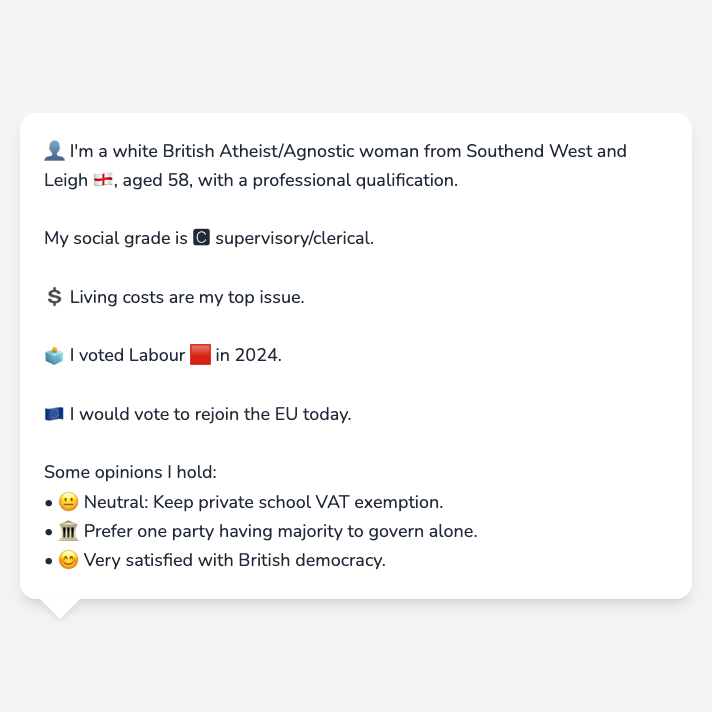 👤 I'm a white British Atheist/Agnostic woman from Southend West and
Leigh 🏴󠁧󠁢󠁥󠁮󠁧󠁿, aged 58, with a professional qualification.
My social grade is 🅲 supervisory/clerical.
💲 Living costs are my top issue.
🗳️ I voted Labour 🟥 in 2024.
🇪🇺 I would vote to rejoin the EU today.
Some opinions I hold:
• 😐 Neutral: Keep private school VAT exemption.
• 🏛️ Prefer one party having majority to govern alone.
• 😊 Very satisfied with British democracy.